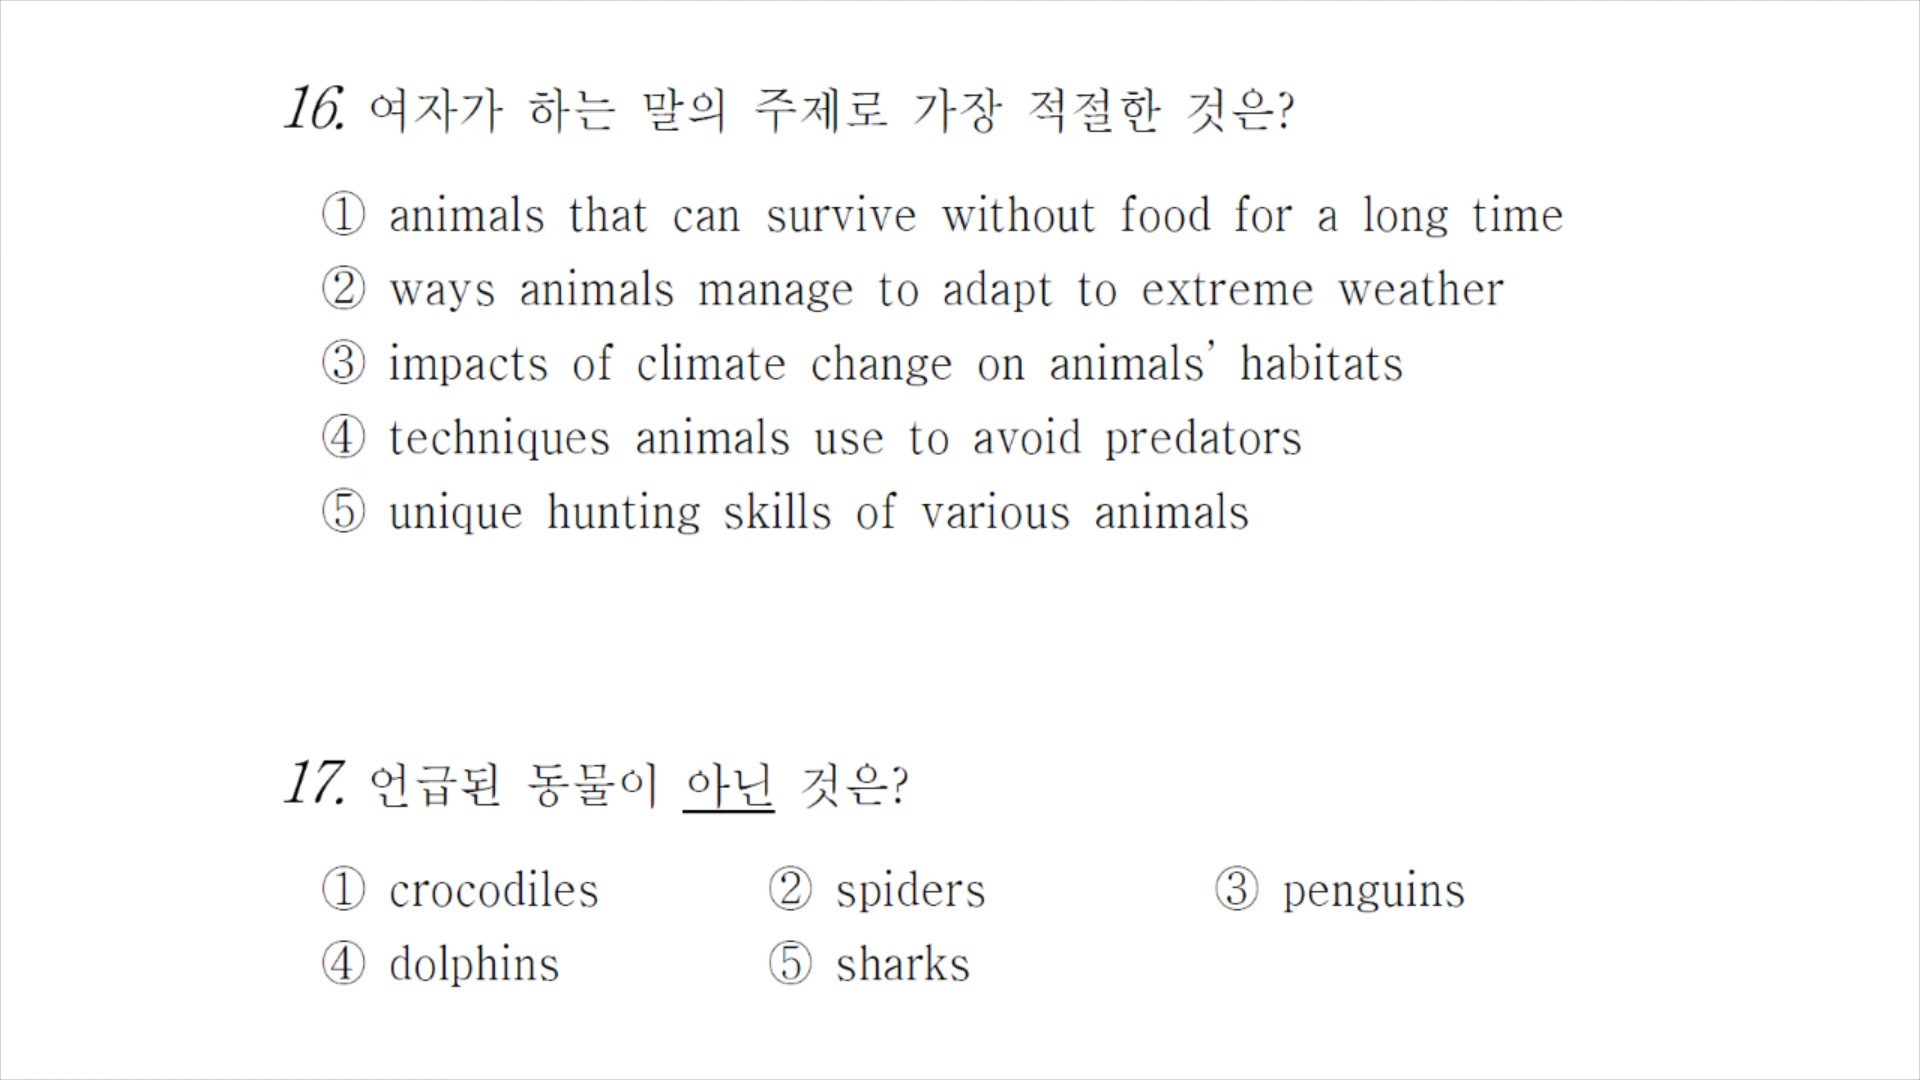 16. 여자가 하는 말의 주제로 가장 적절한 것은?
① animals that can survive without food for a long time
② ways animals manage to adapt to extreme weather
③ impacts of climate change on animals’ habitats
④ techniques animals use to avoid predators
⑤ unique hunting skills of various animals
17. 언급된 동물이 아닌 것은?
① crocodiles ② spiders ③ penguins
④ dolphins ⑤ sharks